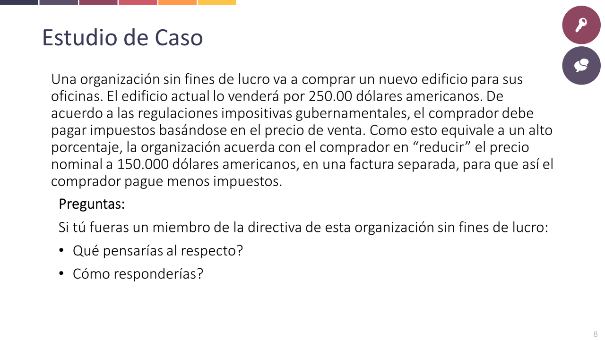 Estudio de Caso
Una organización sin fines de lucro va a comprar un nuevo edificio para sus
oficinas. El edificio actual lo venderá por 250.00 dólares americanos. De
acuerdo a las regulaciones impositivas gubernamentales, el comprador debe
pagar impuestos basándose en el precio de venta. Como esto equivale a un alto
porcentaje, la organización acuerda con el comprador en “reducir” el precio
nominal a 150.000 dólares americanos, en una factura separada, para que así el
comprador pague menos impuestos.
Preguntas:
Si tú fueras un miembro de la directiva de esta organización sin fines de lucro:
• Qué pensarías al respecto?
• Cómo responderías?
6